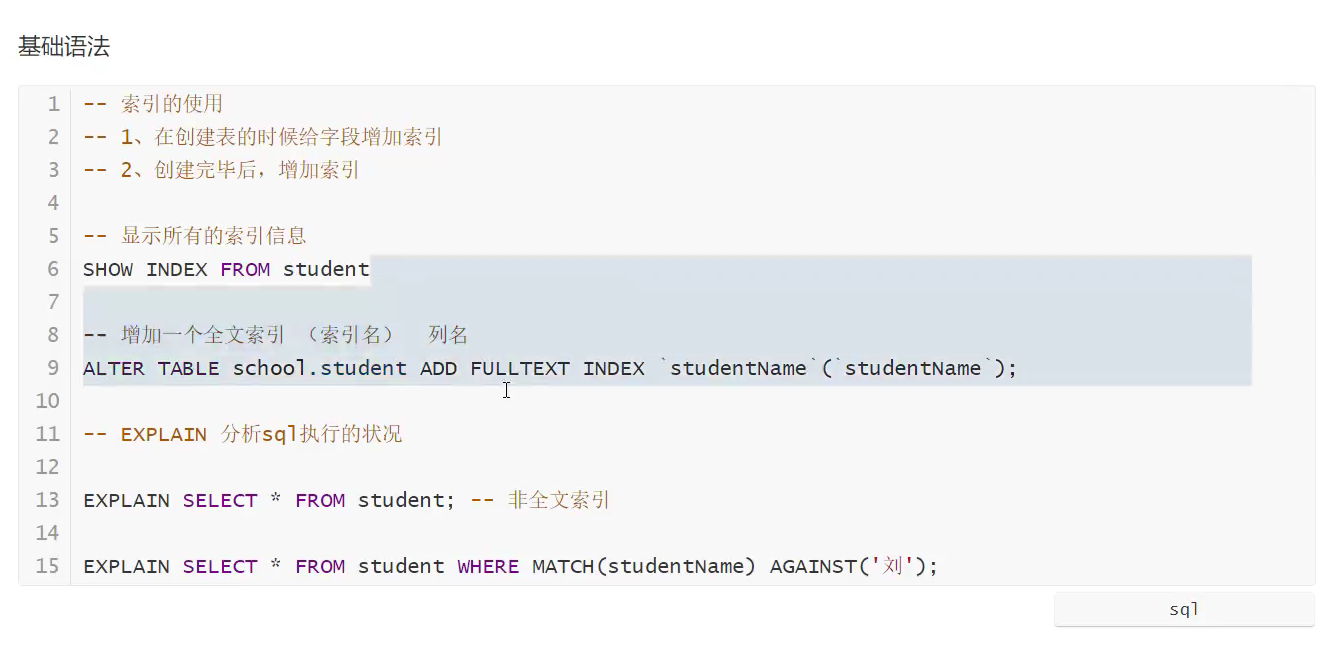 基础语法
1 -- 索引的使用
2 -- 1、在创建表的时候给字段增加索引
3 -- 2、创建完毕后，增加索引
4
5 -- 显示所有的索引信息
6 SHOW INDEX FROM student
7
8 -- 增加一个全文索引 （索引名） 列名
9 ALTER TABLE school.student ADD FULLTEXT INDEX `studentName`(`studentName`);
10
11 -- EXPLAIN 分析sql执行的状况
12
13 EXPLAIN SELECT * FROM student; -- 非全文索引
14
15 EXPLAIN SELECT * FROM student WHERE MATCH(studentName) AGAINST('刘');
sql